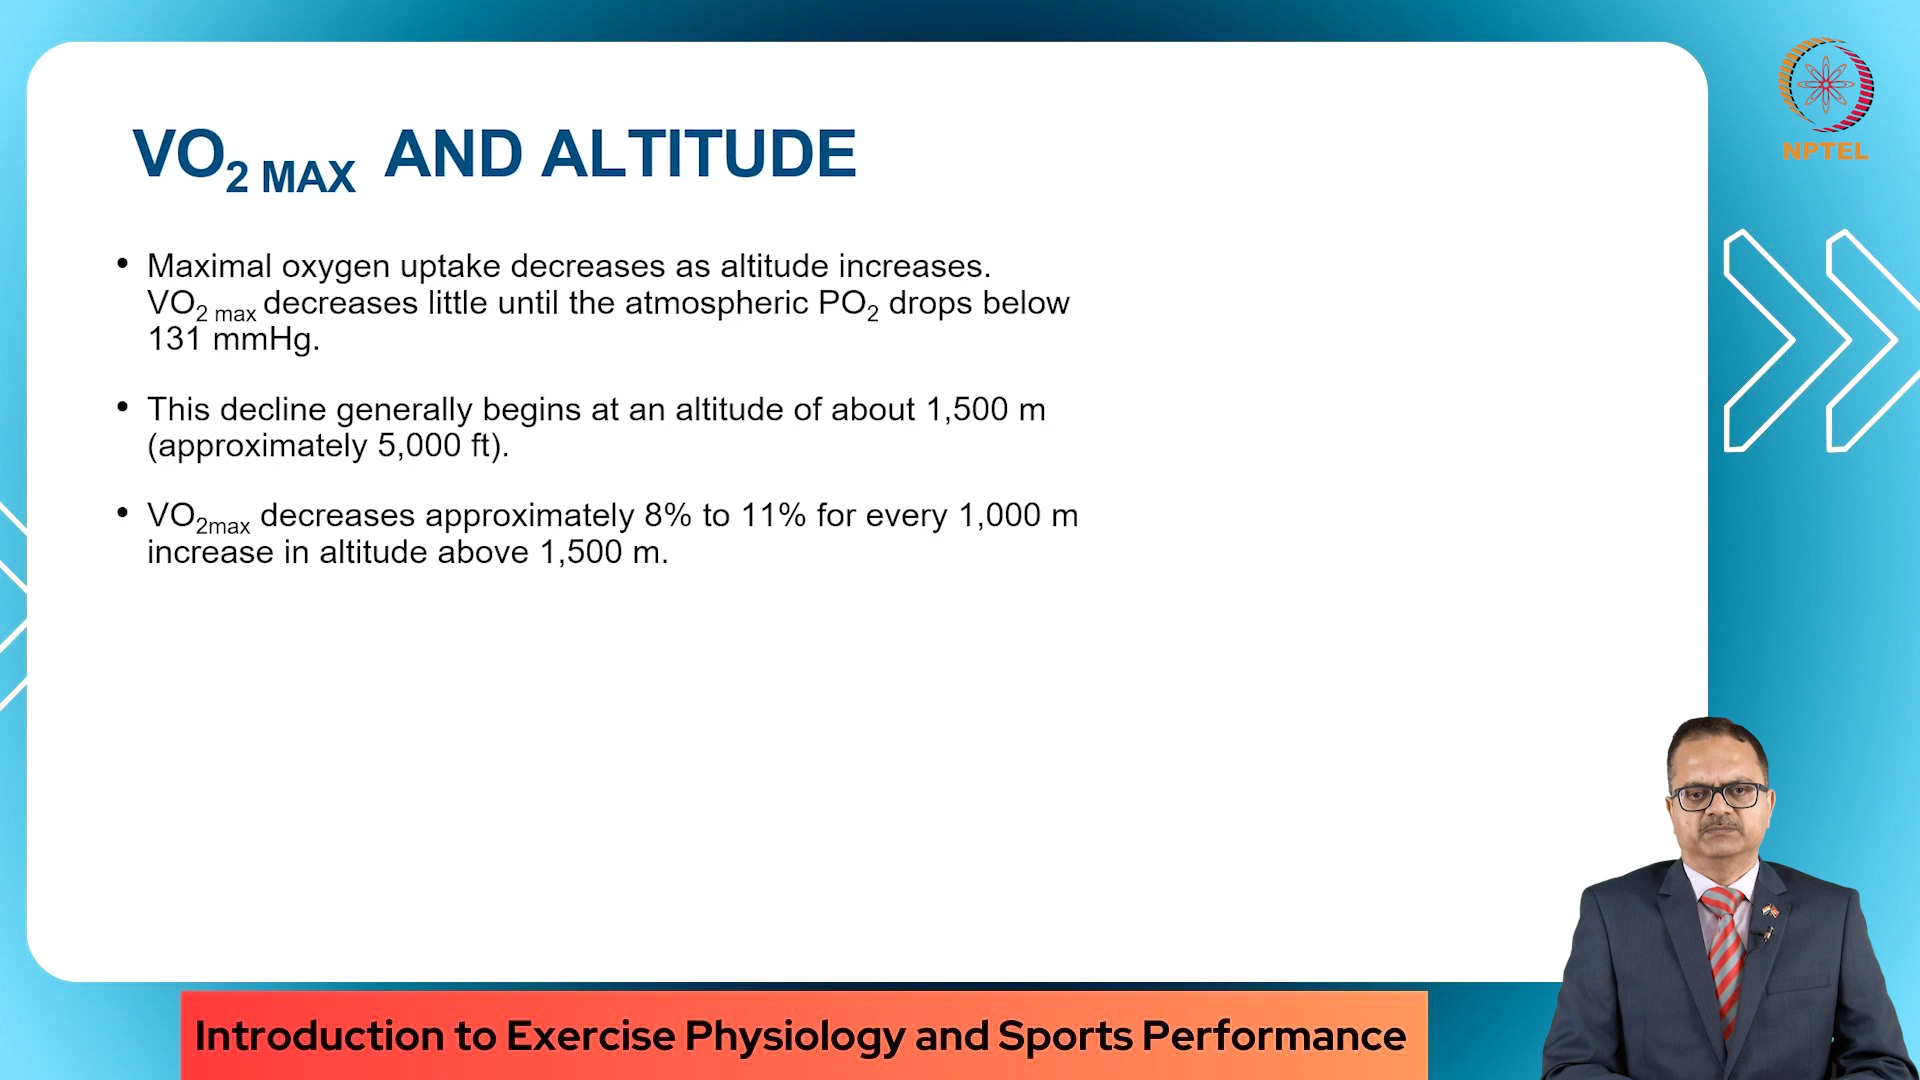 VO2 MAX AND ALTITUDE
NPTEL
• Maximal oxygen uptake decreases as altitude increases.
VO2 max decreases little until the atmospheric PO2 drops below
131 mmHg.
• This decline generally begins at an altitude of about 1,500 m
(approximately 5,000 ft).
• VO2max decreases approximately 8% to 11% for every 1,000 m
increase in altitude above 1,500 m.
Introduction to Exercise Physiology and Sports Performance